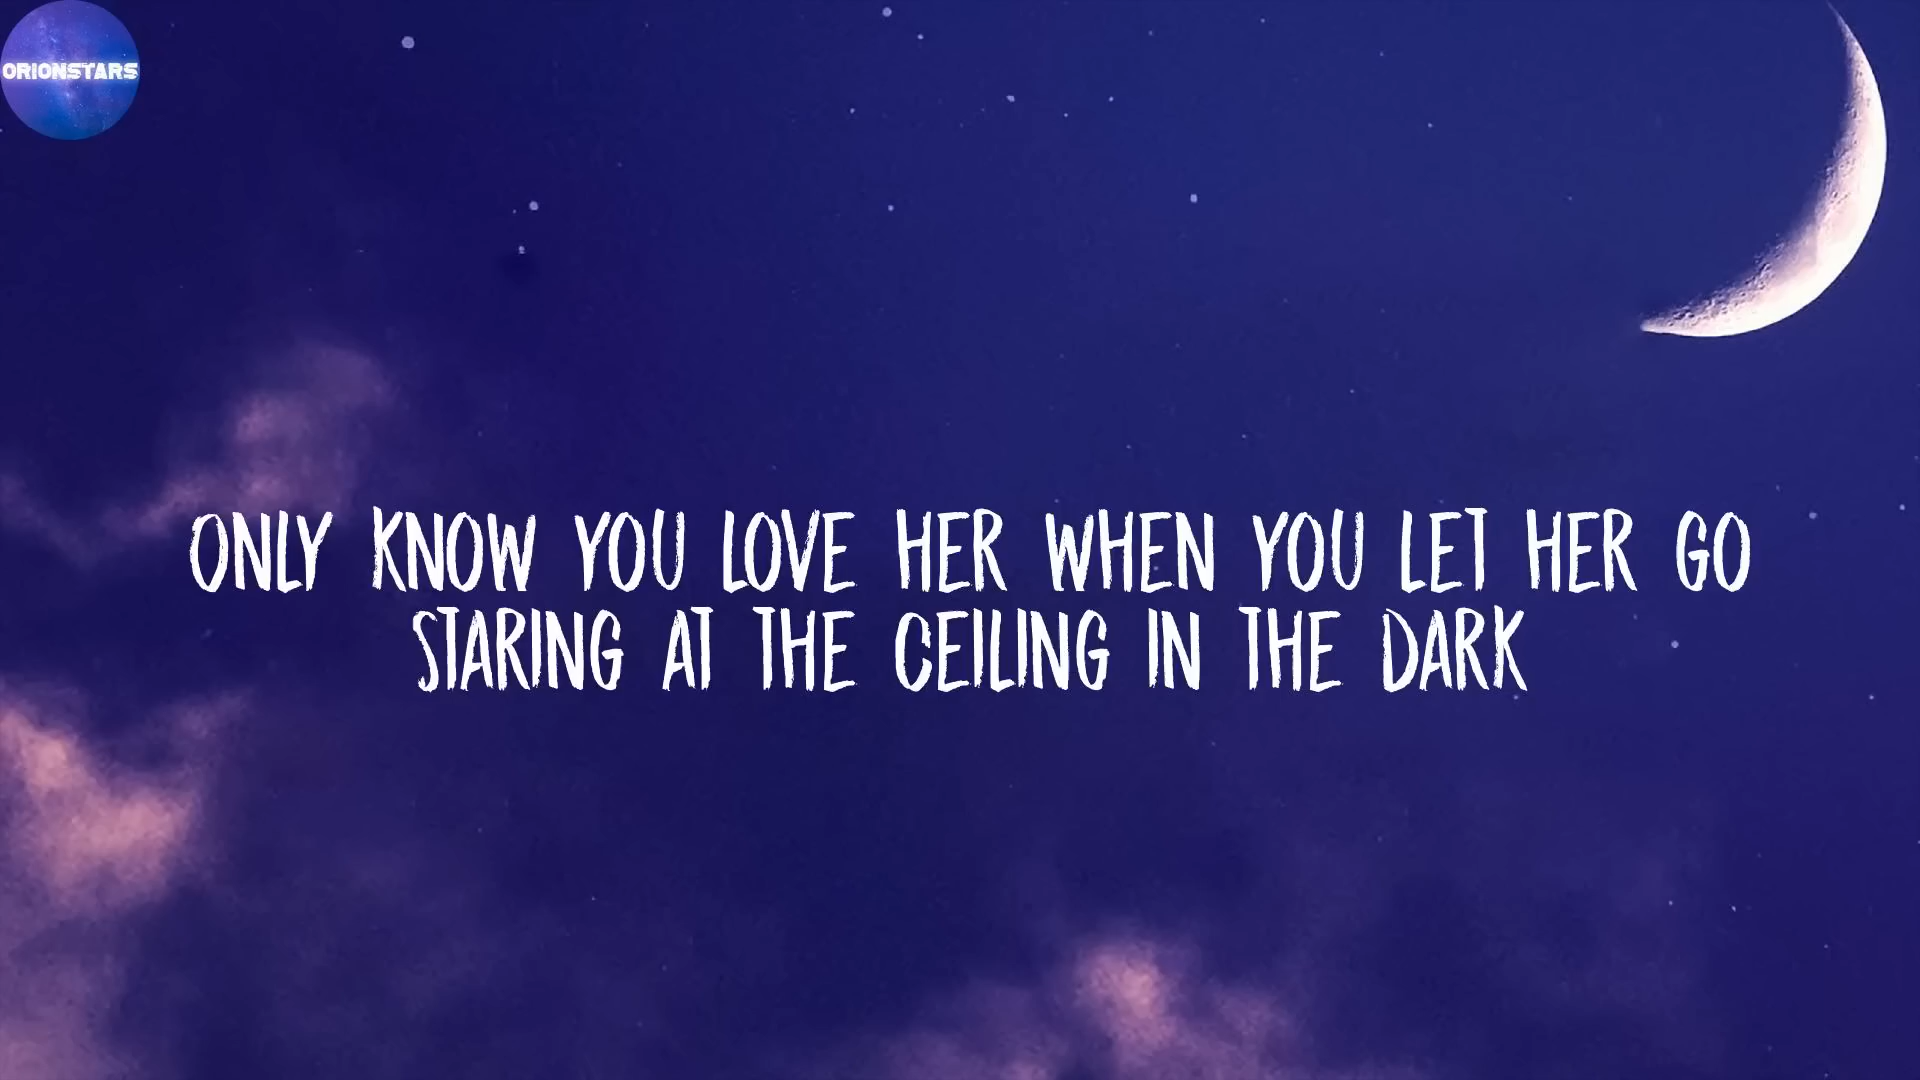 ORIONSTARS
ONLY KNOW YOU LOVE HER WHEN YOU LET HER GO
STARING AT THE CEILING IN THE DARK